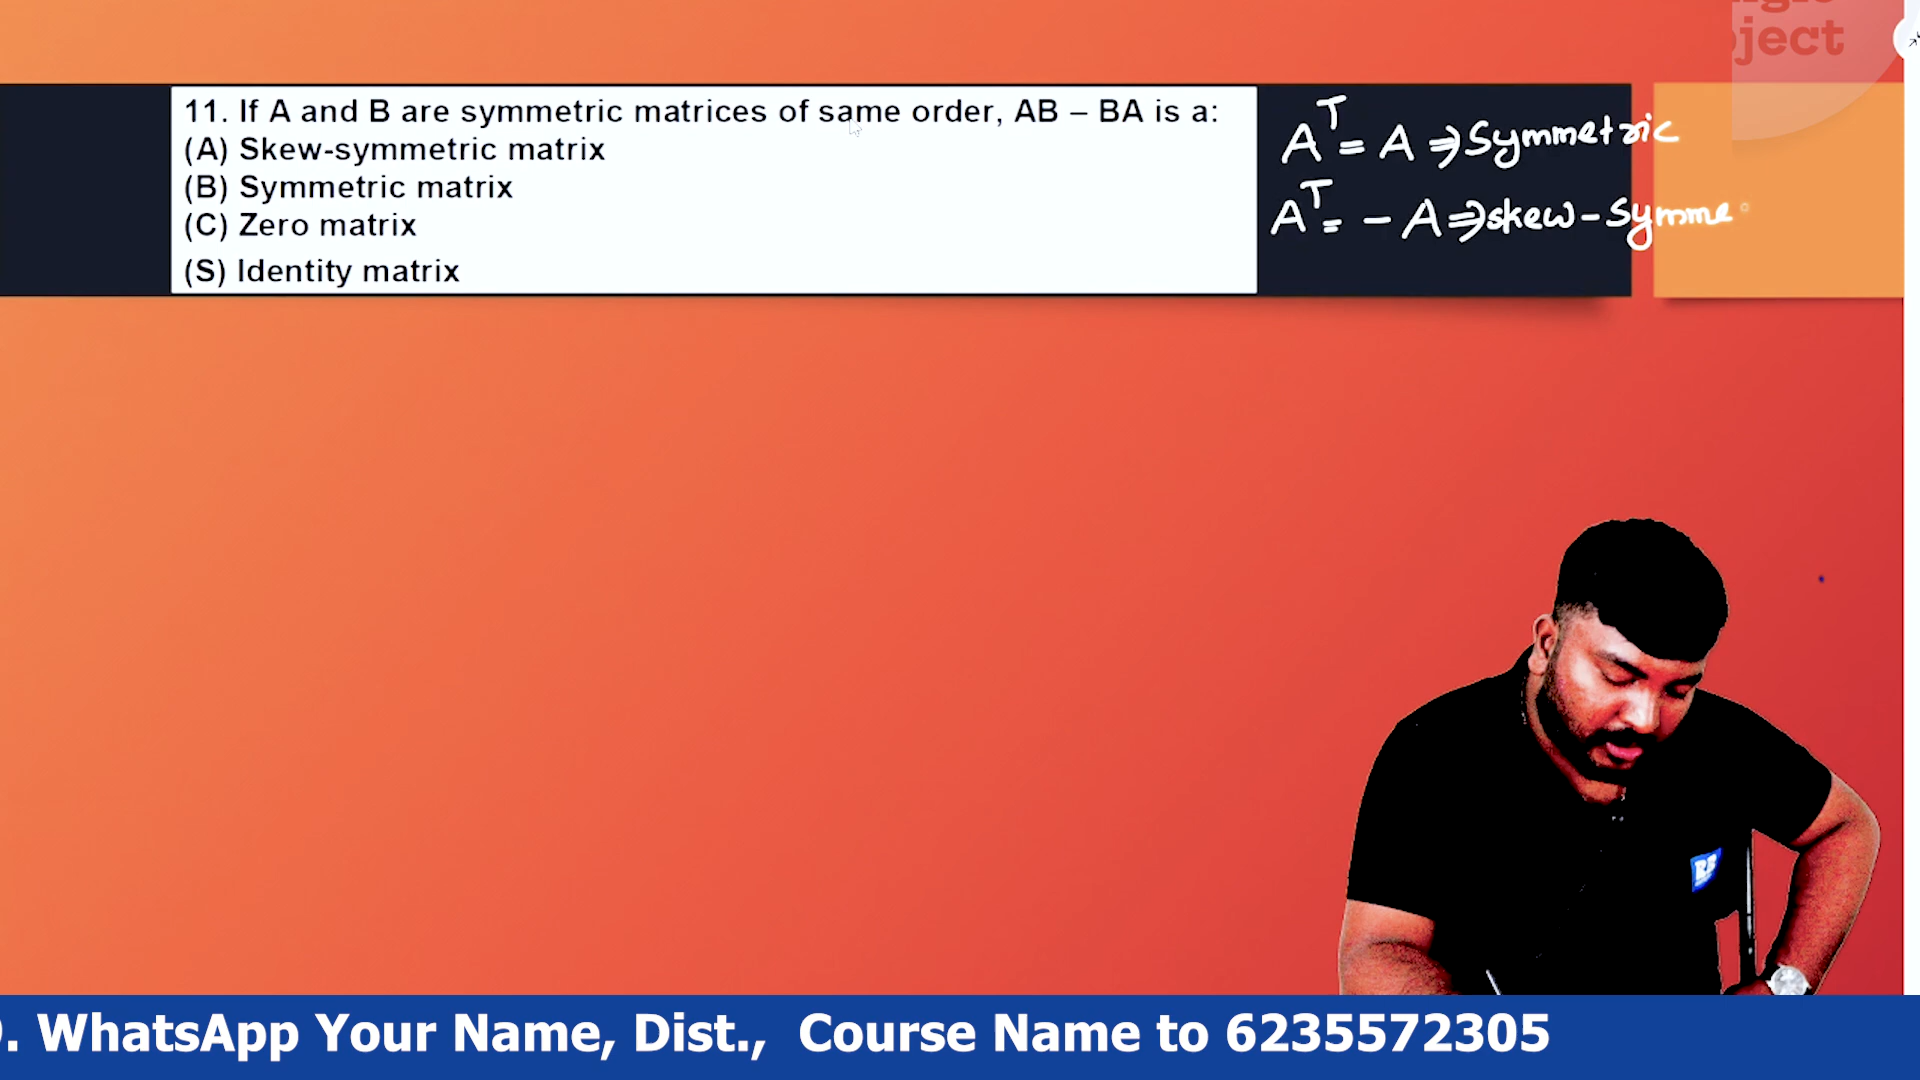 ject
11. If A and B are symmetric matrices of same order, AB – BA is a:
(A) Skew-symmetric matrix
(B) Symmetric matrix
(C) Zero matrix
(S) Identity matrix
A^T = A ⇒ Symmetric
A^T = - A ⇒ skew - Symme
. WhatsApp Your Name, Dist., Course Name to 6235572305